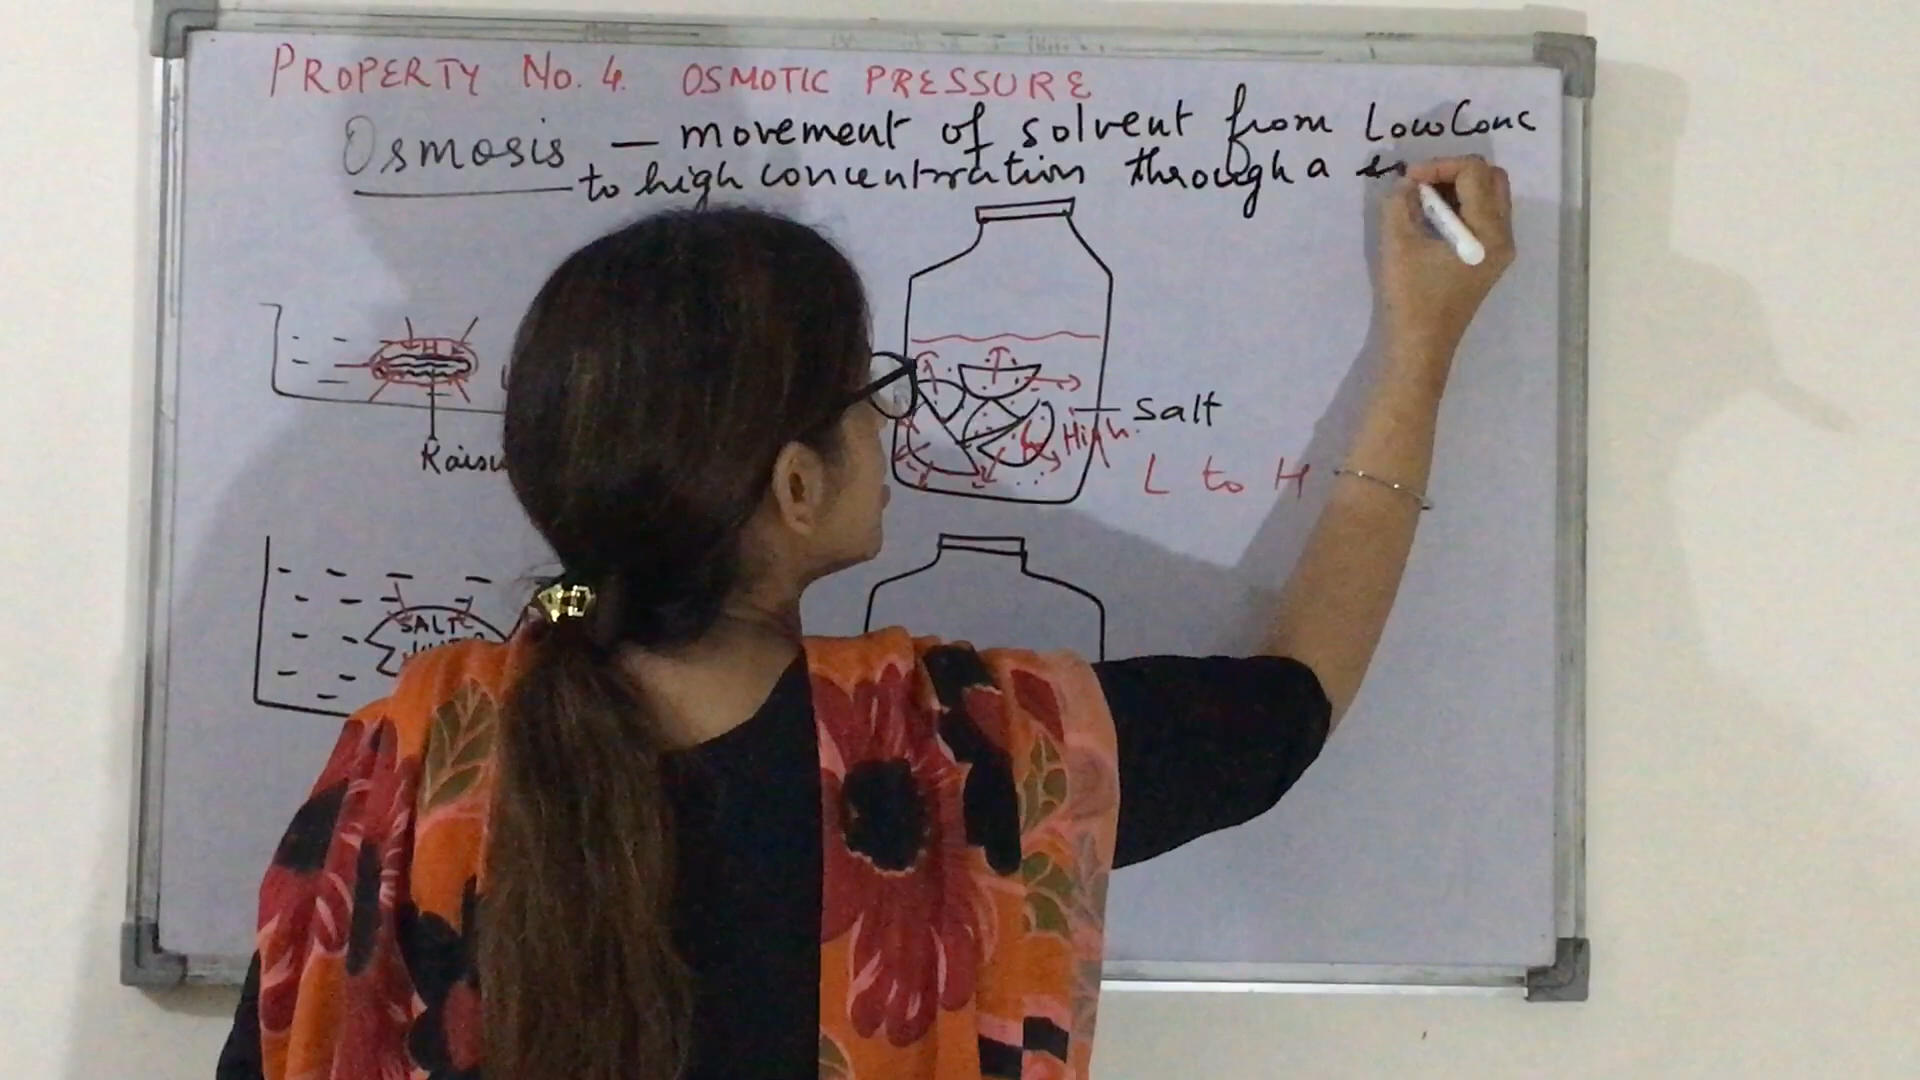 PROPERTY No. 4. OSMOTIC PRESSURE
Osmosis — movement of solvent from Low Conc
to high concentration through a
H
Salt
High.
L to H
SALT